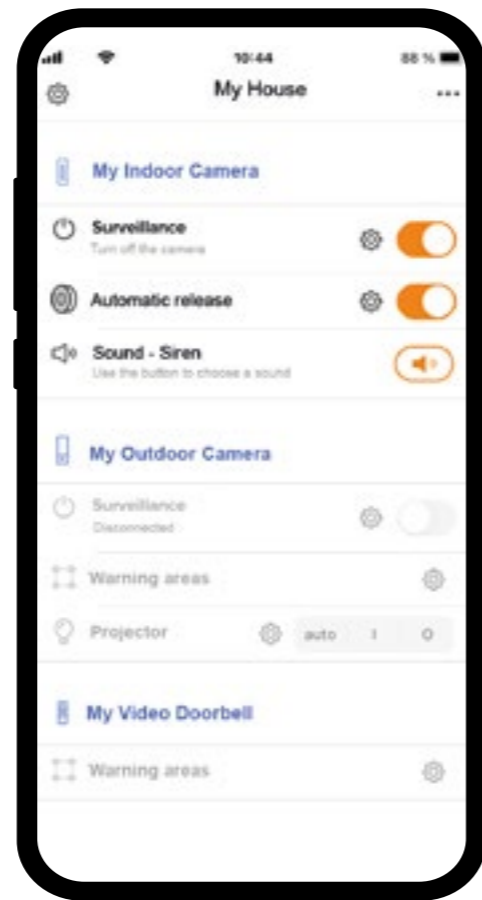 10:44
88 %
My House
My Indoor Camera
Surveillance
Turn off the camera
Automatic release
Sound - Siren
Use the button to choose a sound
My Outdoor Camera
Surveillance
Disconnected
Warning areas
Projector
auto I O
My Video Doorbell
Warning areas